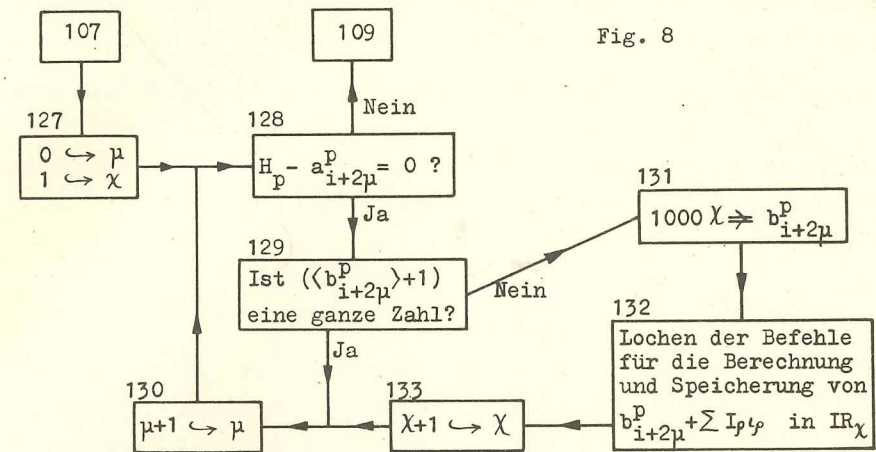 107
109
Fig. 8
Nein
127
0 ↪ μ
1 ↪ χ
128
H_p - a^p_{i+2μ} = 0 ?
Ja
129
Ist (⟨b^p_{i+2μ}⟩+1)
eine ganze Zahl?
Nein
131
1000 χ ⇏ b^p_{i+2μ}
132
Lochen der Befehle
für die Berechnung
und Speicherung von
b^p_{i+2μ}+∑ I_ρι_ρ in IR_χ
Ja
130
μ+1 ↪ μ
133
χ+1 ↪ χ